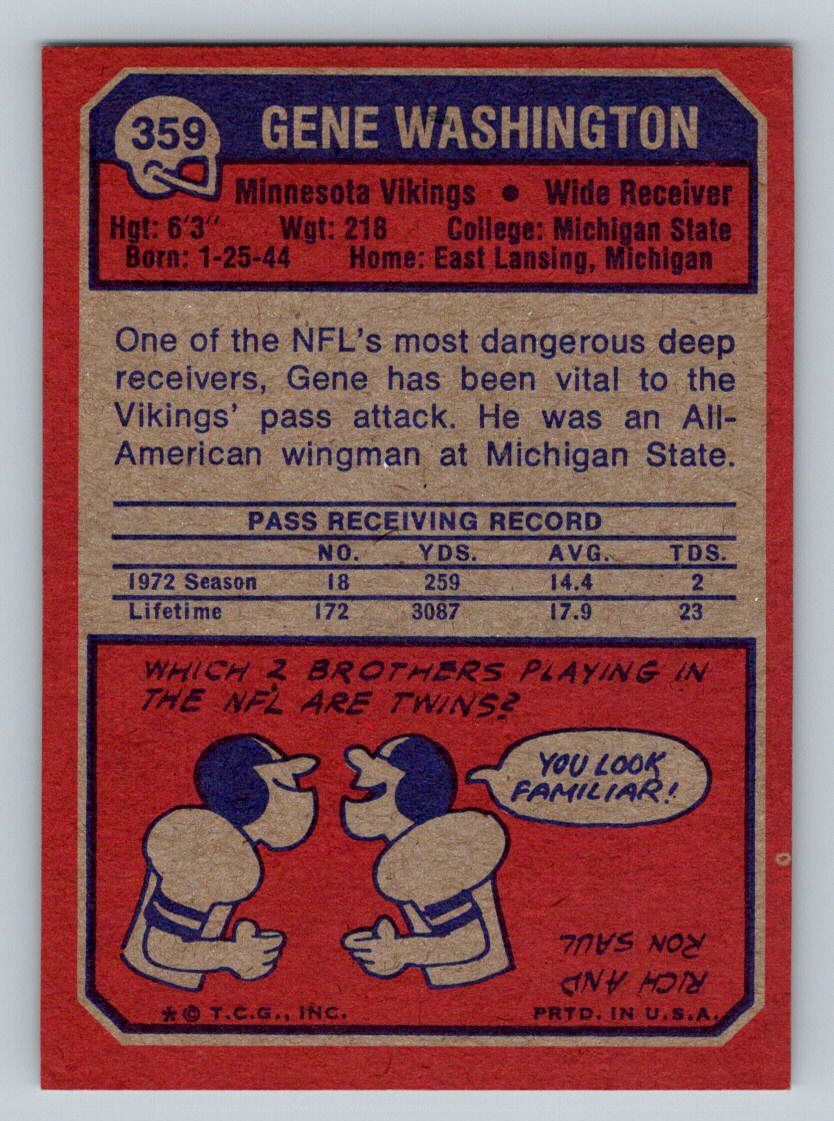 359
GENE WASHINGTON
Minnesota Vikings • Wide Receiver
Hgt: 6'3" Wgt: 218 College: Michigan State
Born: 1-25-44 Home: East Lansing, Michigan
One of the NFL's most dangerous deep
receivers, Gene has been vital to the
Vikings' pass attack. He was an All-
American wingman at Michigan State.
PASS RECEIVING RECORD
NO. YDS. AVG. TDS.
1972 Season 18 259 14.4 2
Lifetime 172 3087 17.9 23
WHICH 2 BROTHERS PLAYING IN
THE NFL ARE TWINS?
YOU LOOK
FAMILIAR!
RICH AND
RON SAUL
*© T.C.G., INC. PRTD. IN U.S.A.